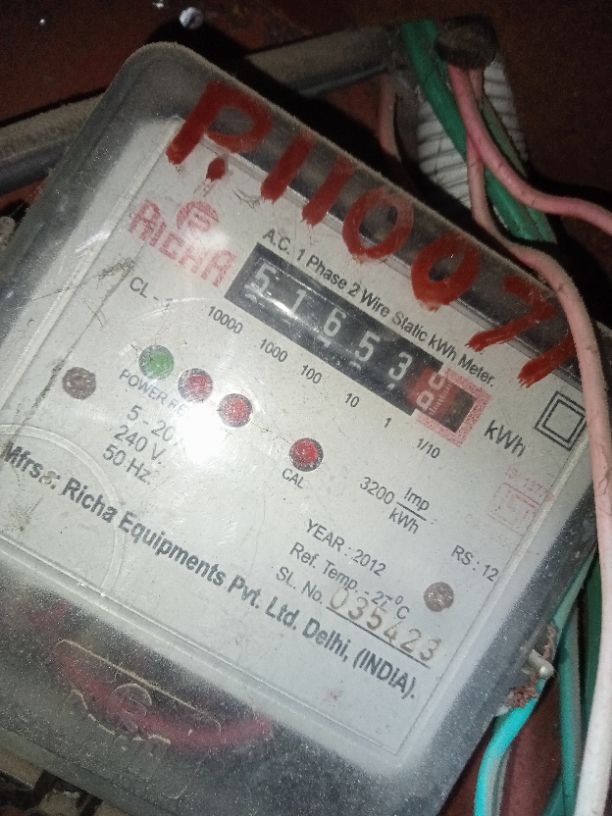 P.110071
RICHA
A.C. 1 Phase 2 Wire Static kWh Meter.
51653
CL -
10000 1000 100 10 1 1/10
kWh
POWER
5 - 20
240 V.
50 Hz
CAL
3200 Imp/kWh
YEAR : 2012
RS : 12
Ref. Temp. : 27°C
SL. No. 035423
Mfrs.: Richa Equipments Pvt. Ltd. Delhi, (INDIA).